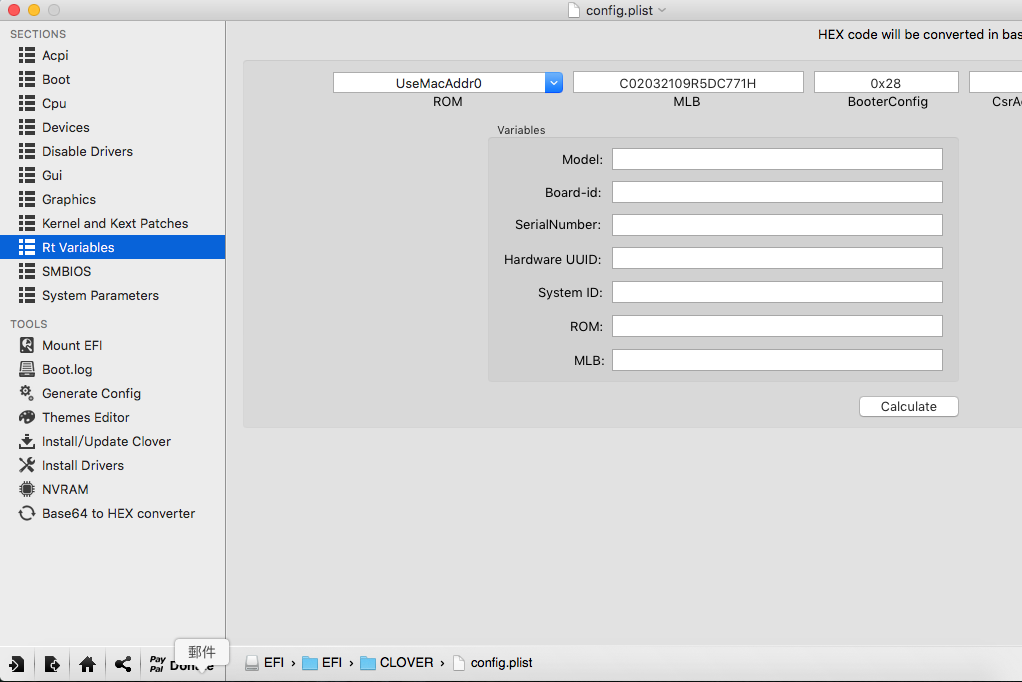 config.plist
SECTIONS
Acpi
Boot
Cpu
Devices
Disable Drivers
Gui
Graphics
Kernel and Kext Patches
Rt Variables
SMBIOS
System Parameters
TOOLS
Mount EFI
Boot.log
Generate Config
Themes Editor
Install/Update Clover
Install Drivers
NVRAM
Base64 to HEX converter
Pay
Pal
郵件
HEX code will be converted in
UseMacAddr0 C02032109R5DC771H 0x28
ROM MLB BooterConfig
Variables
Model:
Board-id:
SerialNumber:
Hardware UUID:
System ID:
ROM:
MLB:
Calculate
EFI › EFI › CLOVER › config.plist